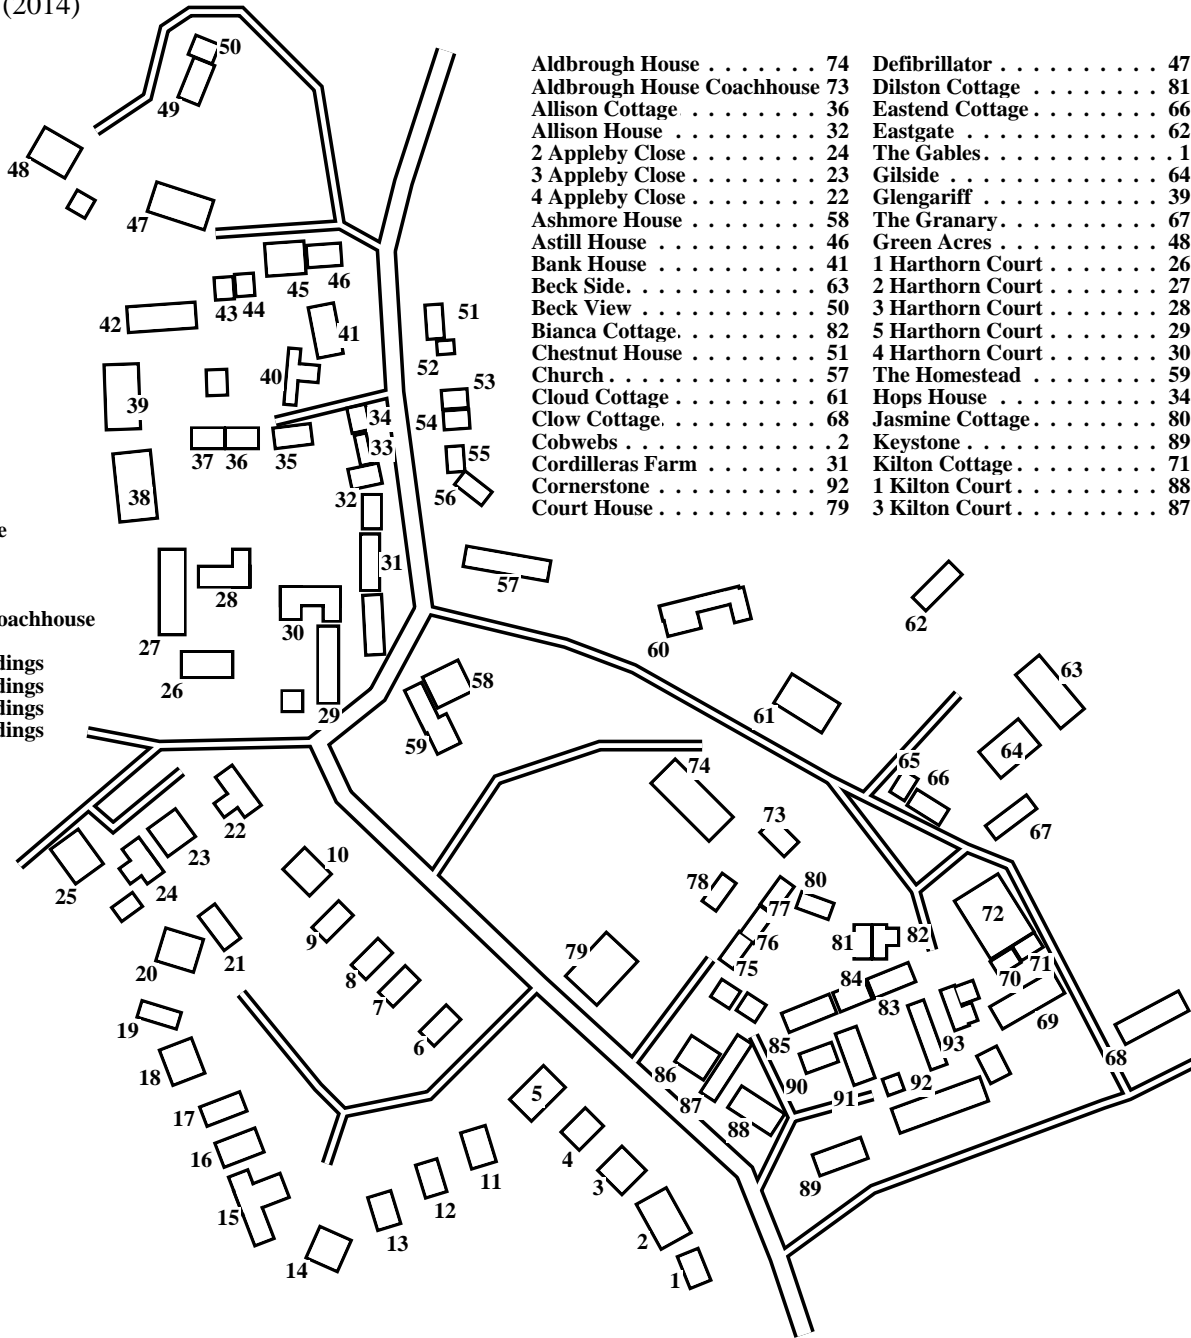 (2014)
Aldbrough House . . . . . . . 74
Aldbrough House Coachhouse 73
Allison Cottage . . . . . . . . 36
Allison House . . . . . . . . . 32
2 Appleby Close . . . . . . . . 24
3 Appleby Close . . . . . . . . 23
4 Appleby Close . . . . . . . . 22
Ashmore House . . . . . . . . 58
Astill House . . . . . . . . . . 46
Bank House . . . . . . . . . . 41
Beck Side. . . . . . . . . . . . 63
Beck View . . . . . . . . . . . 50
Bianca Cottage. . . . . . . . . 82
Chestnut House . . . . . . . . 51
Church . . . . . . . . . . . . . 57
Cloud Cottage . . . . . . . . . 61
Clow Cottage. . . . . . . . . . 68
Cobwebs . . . . . . . . . . . . 2
Cordilleras Farm . . . . . . . 31
Cornerstone . . . . . . . . . . 92
Court House . . . . . . . . . . 79
Defibrillator . . . . . . . . . . 47
Dilston Cottage . . . . . . . . 81
Eastend Cottage . . . . . . . . 66
Eastgate . . . . . . . . . . . . 62
The Gables. . . . . . . . . . . . 1
Gilside . . . . . . . . . . . . . 64
Glengariff . . . . . . . . . . . 39
The Granary. . . . . . . . . . 67
Green Acres . . . . . . . . . . 48
1 Harthorn Court . . . . . . . 26
2 Harthorn Court . . . . . . . 27
3 Harthorn Court . . . . . . . 28
5 Harthorn Court . . . . . . . 29
4 Harthorn Court . . . . . . . 30
The Homestead . . . . . . . . 59
Hops House . . . . . . . . . . 34
Jasmine Cottage. . . . . . . . 80
Keystone . . . . . . . . . . . . 89
Kilton Cottage . . . . . . . . . 71
1 Kilton Court . . . . . . . . . 88
3 Kilton Court . . . . . . . . . 87
50
49
48
47
45
46
43
44
42
41
51
52
40
39
53
34
54
37
36
35
33
55
38
32
56
31
57
28
30
60
62
27
26
58
63
29
61
59
64
65
66
74
22
73
67
23
10
25
24
78
80
72
9
77
82
20
21
8
79
76
81
71
75
70
7
84
19
83
69
6
85
93
68
18
86
90
5
92
17
87
91
88
4
16
11
3
89
12
15
2
13
14
1